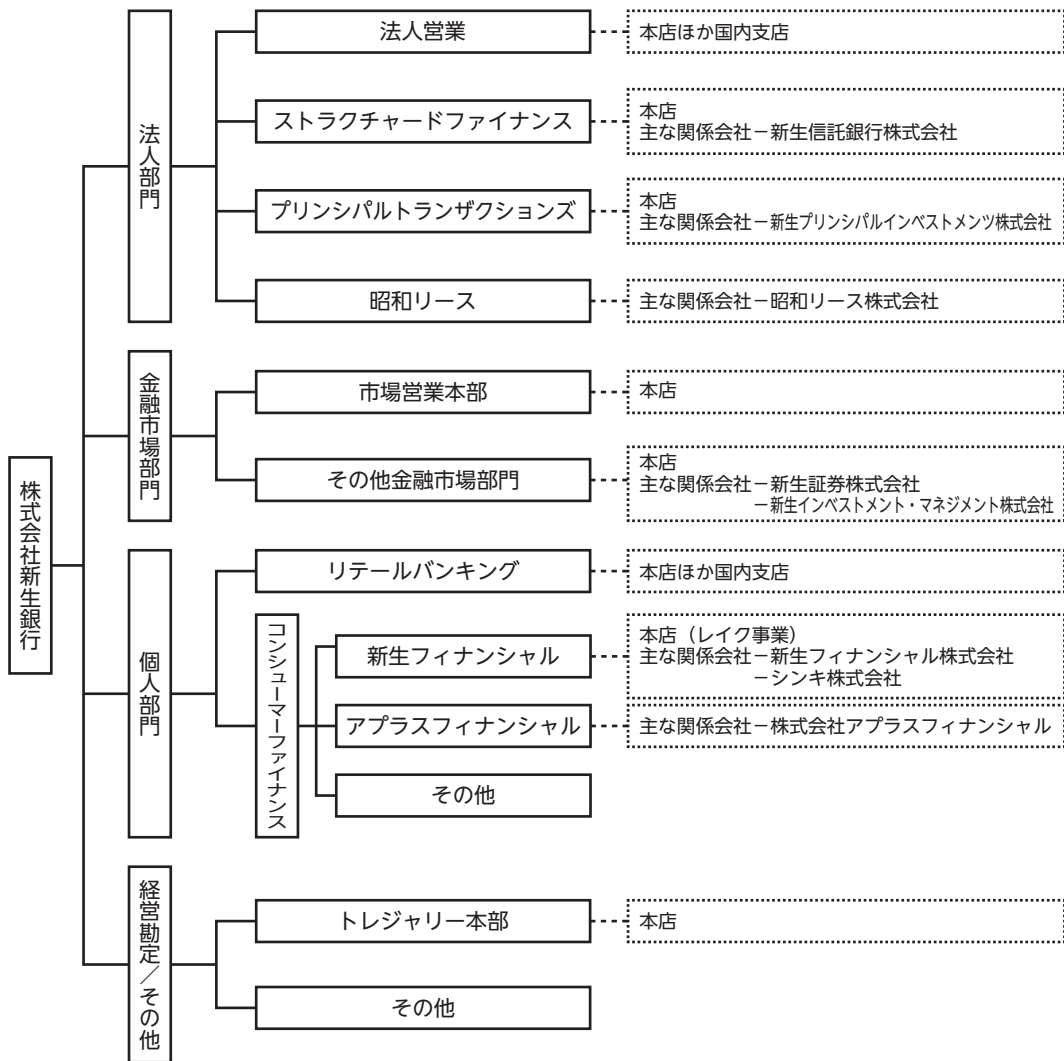 株式会社新生銀行
法人部門
法人営業
本店ほか国内支店
ストラクチャードファイナンス
本店
主な関係会社－新生信託銀行株式会社
プリンシパルトランザクションズ
本店
主な関係会社－新生プリンシパルインベストメンツ株式会社
昭和リース
主な関係会社－昭和リース株式会社
金融市場部門
市場営業本部
本店
その他金融市場部門
本店
主な関係会社－新生証券株式会社
－新生インベストメント・マネジメント株式会社
個人部門
リテールバンキング
本店ほか国内支店
コンシューマーファイナンス
新生フィナンシャル
本店（レイク事業）
主な関係会社－新生フィナンシャル株式会社
－シンキ株式会社
アプラスフィナンシャル
主な関係会社－株式会社アプラスフィナンシャル
その他
経営勘定／その他
トレジャリー本部
本店
その他